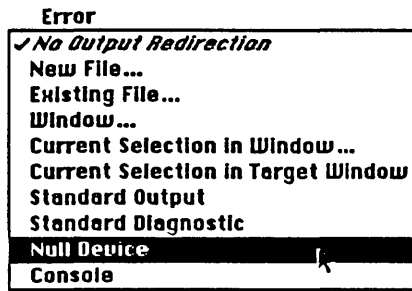 Error
✓No Output Redirection
New File...
Existing File...
Window...
Current Selection in Window...
Current Selection in Target Window
Standard Output
Standard Diagnostic
Null Device
Console